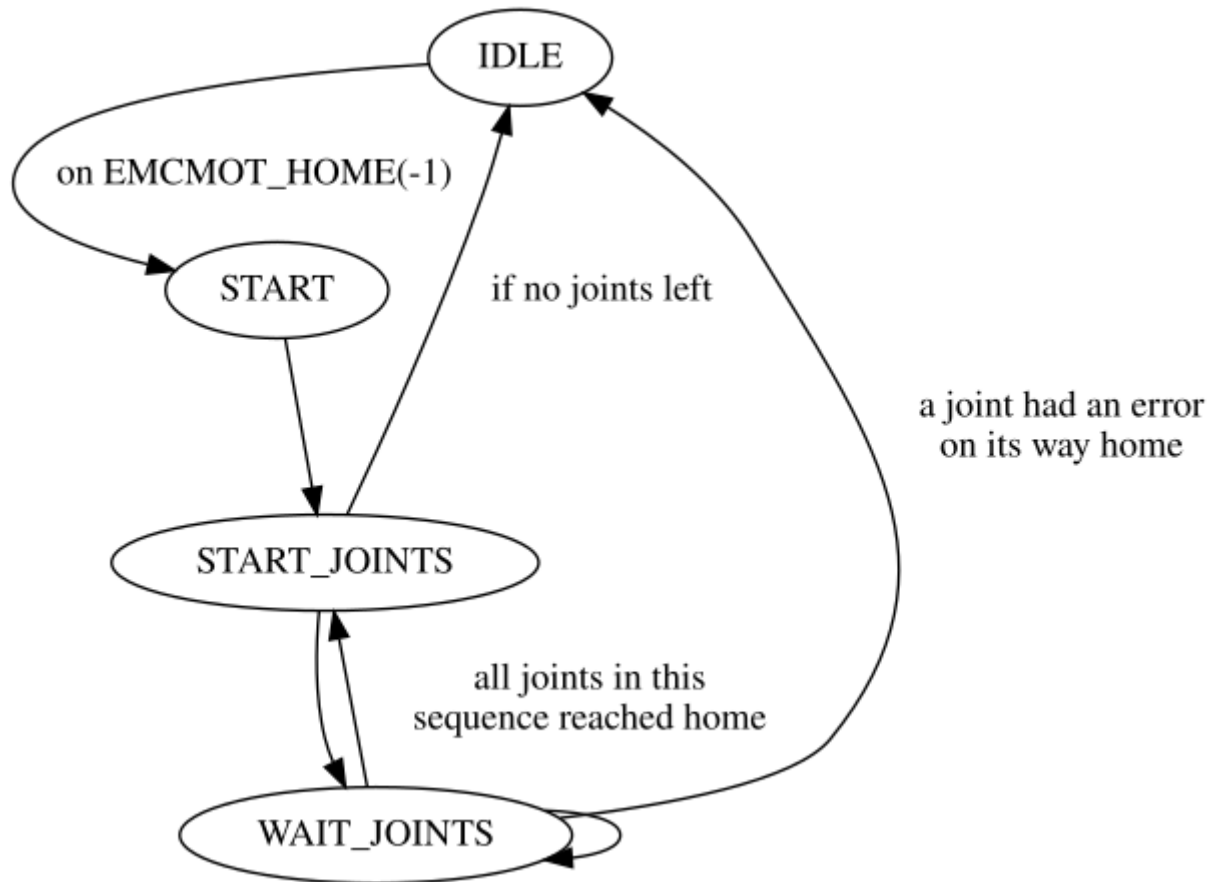 IDLE
on EMCMOT_HOME(-1)
START
if no joints left
a joint had an error
on its way home
START_JOINTS
all joints in this
sequence reached home
WAIT_JOINTS